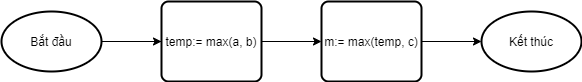 Bắt đầu
temp:= max(a, b)
m:= max(temp, c)
Kết thúc